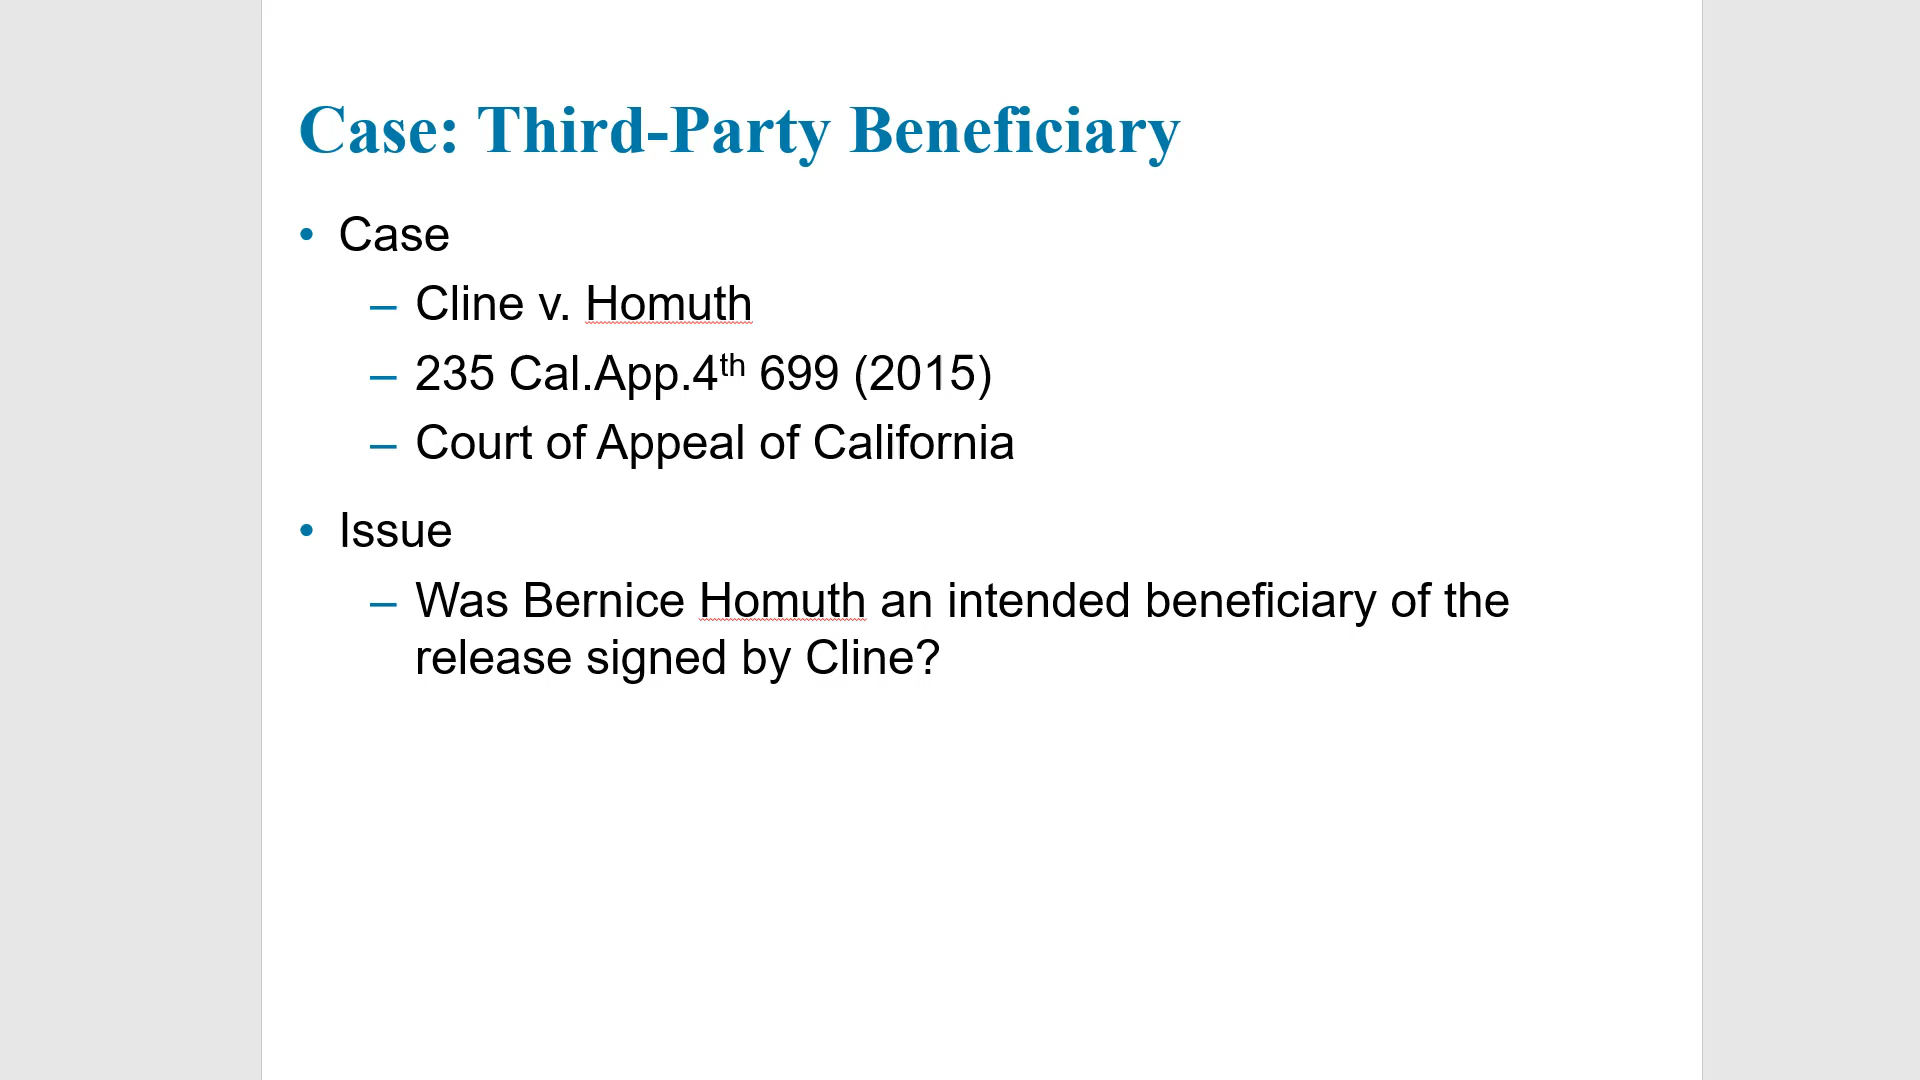 Case: Third-Party Beneficiary
• Case
– Cline v. Homuth
– 235 Cal.App.4th 699 (2015)
– Court of Appeal of California
• Issue
– Was Bernice Homuth an intended beneficiary of the
release signed by Cline?